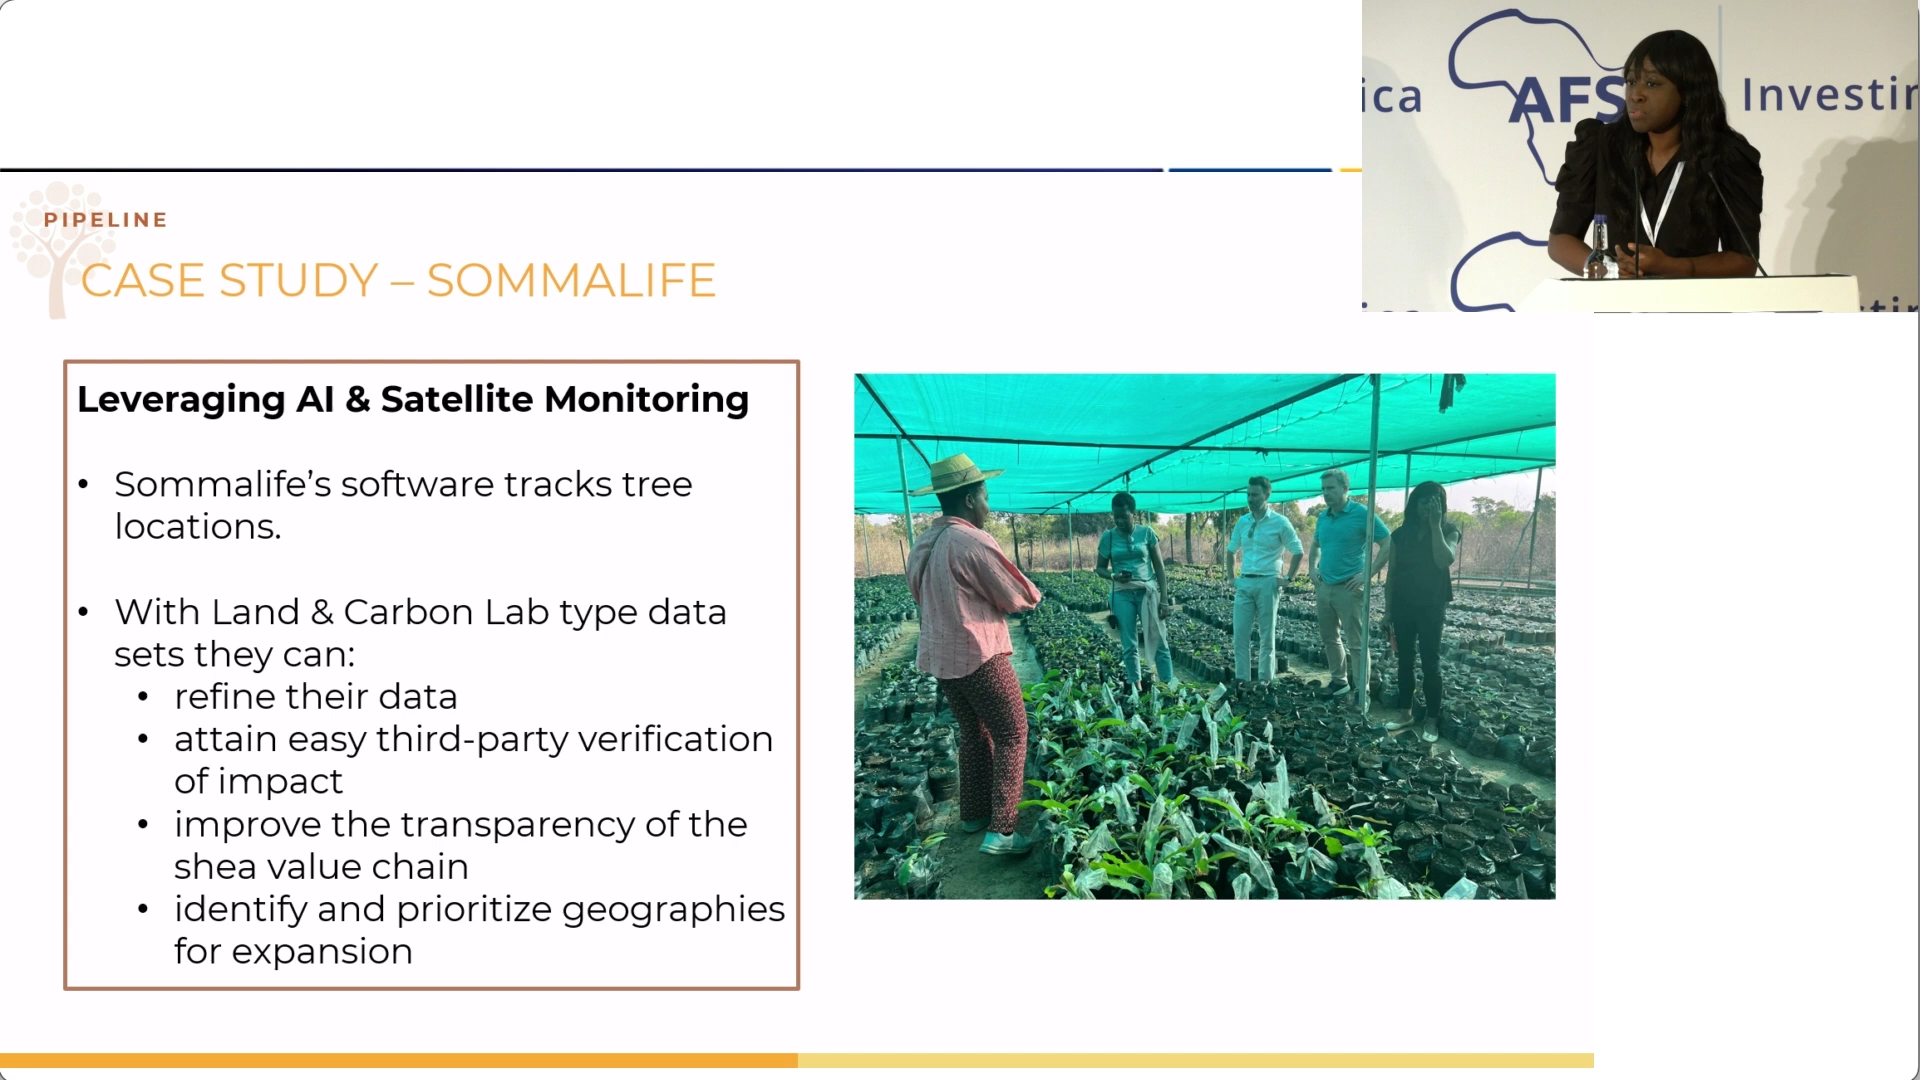 PIPELINE
CASE STUDY – SOMMALIFE
Leveraging AI & Satellite Monitoring
• Sommalife’s software tracks tree
locations.
• With Land & Carbon Lab type data
sets they can:
• refine their data
• attain easy third-party verification
of impact
• improve the transparency of the
shea value chain
• identify and prioritize geographies
for expansion
ica
AFS
Investin